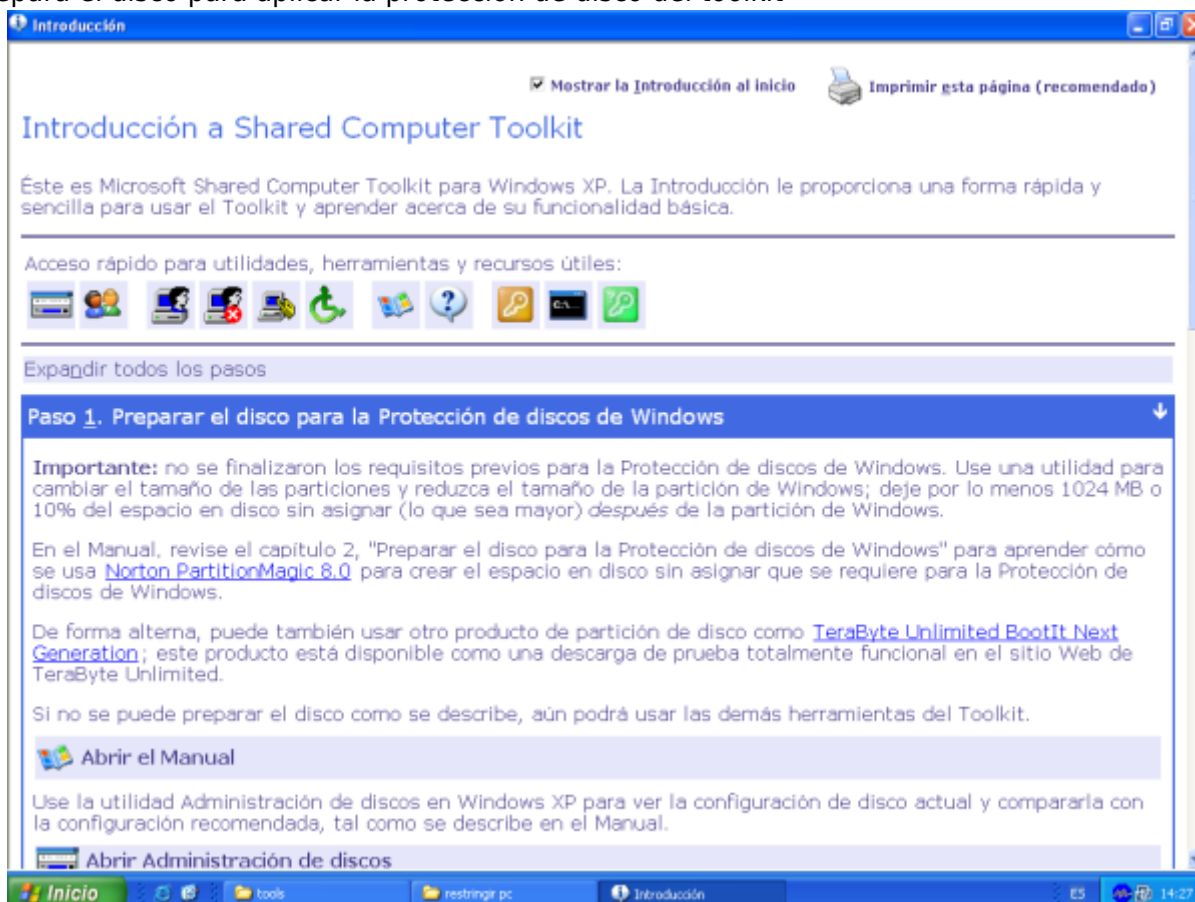 epara el disco para aplicar la protección de disco del toolkit
Introducción
Mostrar la Introducción al inicio
Imprimir esta página (recomendado)
Introducción a Shared Computer Toolkit
Éste es Microsoft Shared Computer Toolkit para Windows XP. La Introducción le proporciona una forma rápida y
sencilla para usar el Toolkit y aprender acerca de su funcionalidad básica.
Acceso rápido para utilidades, herramientas y recursos útiles:
C:\...
Expandir todos los pasos
Paso 1. Preparar el disco para la Protección de discos de Windows
Importante: no se finalizaron los requisitos previos para la Protección de discos de Windows. Use una utilidad para
cambiar el tamaño de las particiones y reduzca el tamaño de la partición de Windows; deje por lo menos 1024 MB o
10% del espacio en disco sin asignar (lo que sea mayor) después de la partición de Windows.
En el Manual, revise el capítulo 2, "Preparar el disco para la Protección de discos de Windows" para aprender cómo
se usa Norton PartitionMagic 8.0 para crear el espacio en disco sin asignar que se requiere para la Protección de
discos de Windows.
De forma alterna, puede también usar otro producto de partición de disco como TeraByte Unlimited BootIt Next
Generation; este producto está disponible como una descarga de prueba totalmente funcional en el sitio Web de
TeraByte Unlimited.
Si no se puede preparar el disco como se describe, aún podrá usar las demás herramientas del Toolkit.
Abrir el Manual
Use la utilidad Administración de discos en Windows XP para ver la configuración de disco actual y compararla con
la configuración recomendada, tal como se describe en el Manual.
Abrir Administración de discos
Inicio
tools
restringir pc
Introducción
ES
14:27